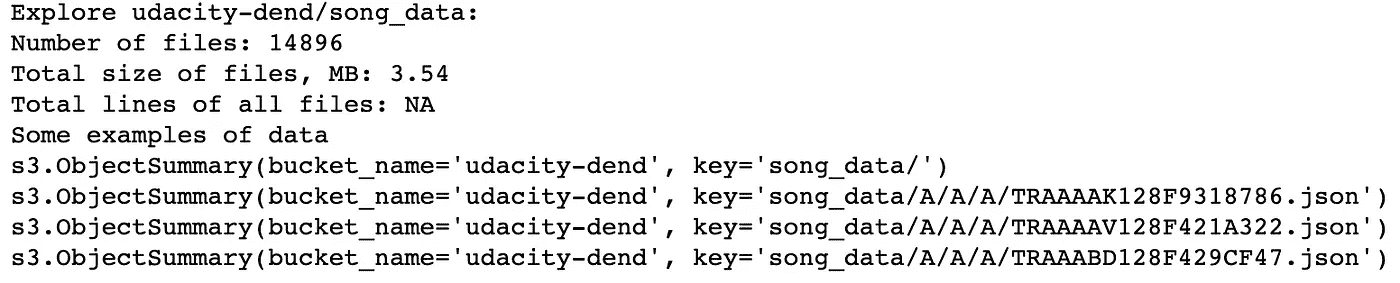 Explore udacity-dend/song_data:
Number of files: 14896
Total size of files, MB: 3.54
Total lines of all files: NA
Some examples of data
s3.ObjectSummary(bucket_name='udacity-dend', key='song_data/')
s3.ObjectSummary(bucket_name='udacity-dend', key='song_data/A/A/A/TRAAAAK128F9318786.json')
s3.ObjectSummary(bucket_name='udacity-dend', key='song_data/A/A/A/TRAAAAV128F421A322.json')
s3.ObjectSummary(bucket_name='udacity-dend', key='song_data/A/A/A/TRAAABD128F429CF47.json')